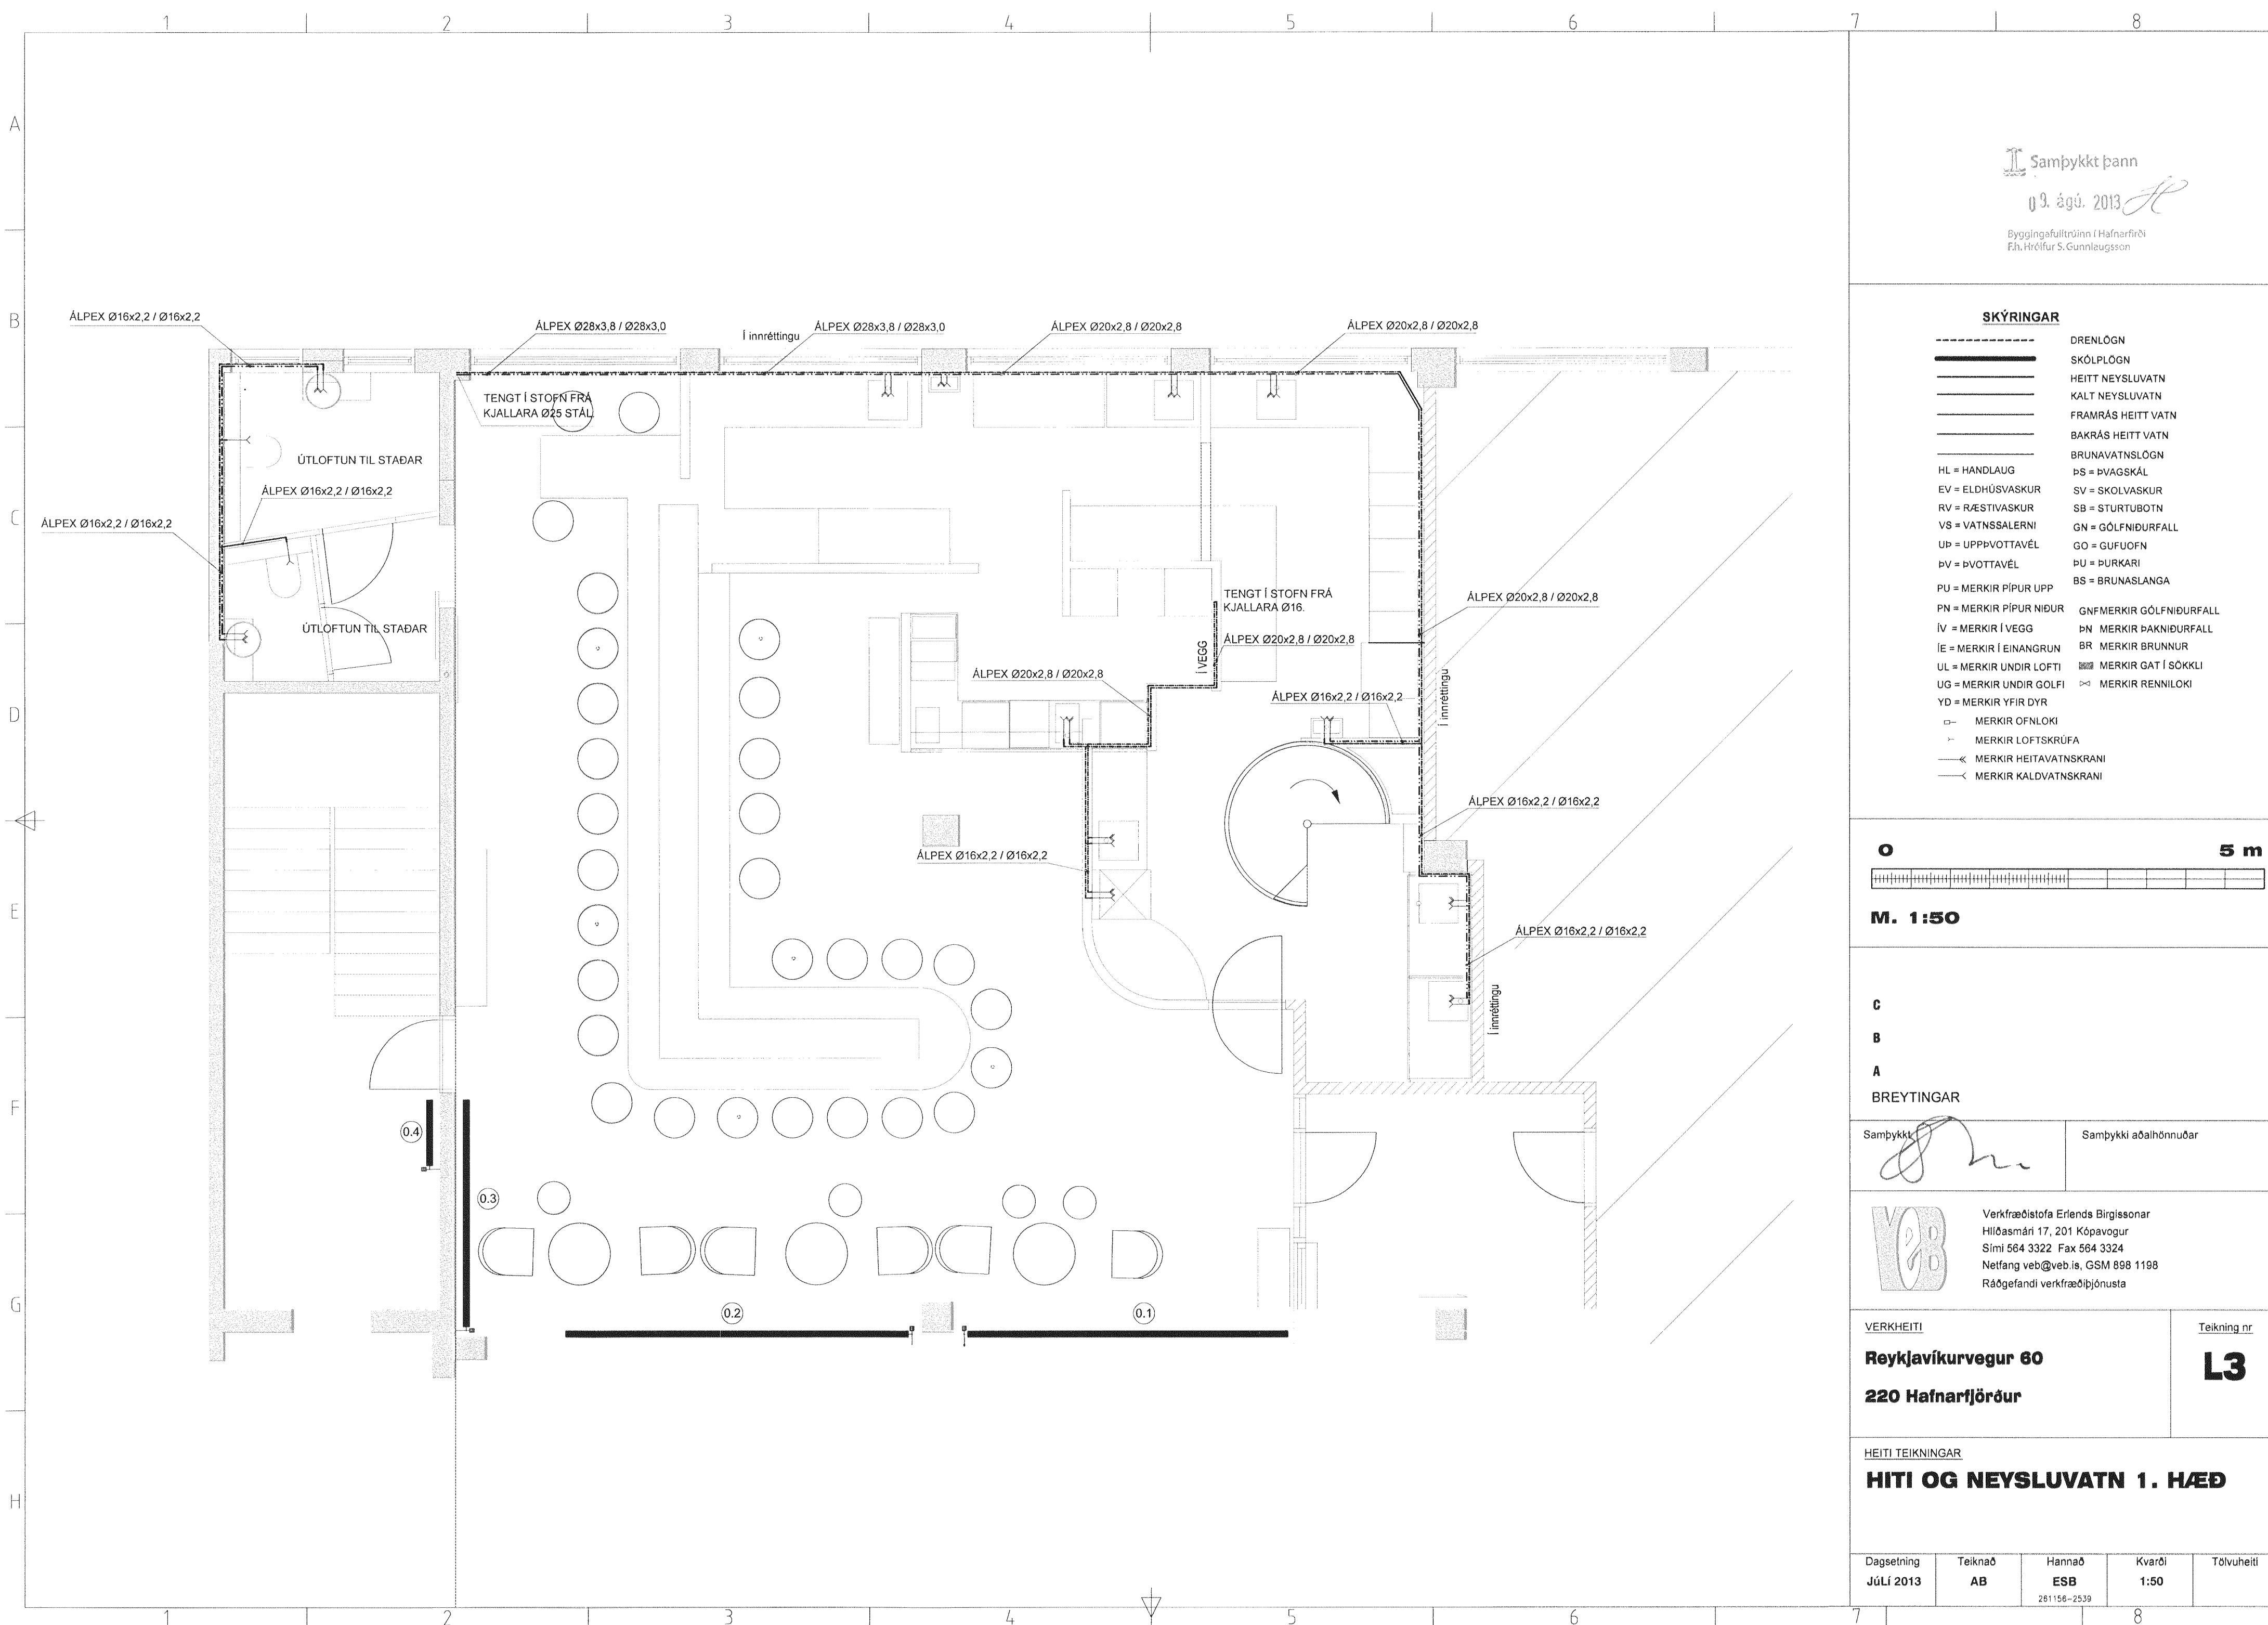 1 2 3 4 5 6 7 8
A
B
C
D
E
F
G
H
ÁLPEX Ø16x2,2 / Ø16x2,2
ÁLPEX Ø28x3,8 / Ø28x3,0
Í innréttingu
ÁLPEX Ø28x3,8 / Ø28x3,0
ÁLPEX Ø20x2,8 / Ø20x2,8
ÁLPEX Ø20x2,8 / Ø20x2,8
TENGT Í STOFN FRÁ
KJALLARA Ø25 STÁL
ÚTLOFTUN TIL STAÐAR
ÁLPEX Ø16x2,2 / Ø16x2,2
ÁLPEX Ø16x2,2 / Ø16x2,2
ÚTLOFTUN TIL STAÐAR
TENGT Í STOFN FRÁ
KJALLARA Ø16.
ÁLPEX Ø20x2,8 / Ø20x2,8
ÁLPEX Ø20x2,8 / Ø20x2,8
Í VEGG
ÁLPEX Ø20x2,8 / Ø20x2,8
ÁLPEX Ø16x2,2 / Ø16x2,2
Í innréttingu
ÁLPEX Ø16x2,2 / Ø16x2,2
ÁLPEX Ø16x2,2 / Ø16x2,2
ÁLPEX Ø16x2,2 / Ø16x2,2
Í innréttingu
0.4
0.3
0.2
0.1
1 2 3 4 5 6 7 8
Samþykkt þann
09. ágú. 2013
Byggingafulltrúinn í Hafnarfirði
F.h. Hrólfur S. Gunnlaugsson
SKÝRINGAR
DRENLÖGN
SKÓLPLÖGN
HEITT NEYSLUVATN
KALT NEYSLUVATN
FRAMRÁS HEITT VATN
BAKRÁS HEITT VATN
BRUNAVATNSLÖGN
HL = HANDLAUG ÞS = ÞVAGSKÁL
EV = ELDHÚSVASKUR SV = SKOLVASKUR
RV = RÆSTIVASKUR SB = STURTUBOTN
VS = VATNSSALERNI GN = GÓLFNIÐURFALL
UÞ = UPPÞVOTTAVÉL GO = GUFUOFN
ÞV = ÞVOTTAVÉL ÞU = ÞURKARI
PU = MERKIR PÍPUR UPP BS = BRUNASLANGA
PN = MERKIR PÍPUR NIÐUR GNF MERKIR GÓLFNIÐURFALL
ÍV = MERKIR Í VEGG ÞN MERKIR ÞAKNIÐURFALL
ÍE = MERKIR Í EINANGRUN BR MERKIR BRUNNUR
UL = MERKIR UNDIR LOFTI MERKIR GAT Í SÖKKLI
UG = MERKIR UNDIR GOLFI MERKIR RENNILOKI
YD = MERKIR YFIR DYR
MERKIR OFNLOKI
MERKIR LOFTSKRÚFA
MERKIR HEITAVATNSKRANI
MERKIR KALDVATNSKRANI
0 5 m
M. 1:50
C
B
A
BREYTINGAR
Samþykkt Samþykki aðalhönnuðar
VeB
Verkfræðistofa Erlends Birgissonar
Hlíðasmári 17, 201 Kópavogur
Sími 564 3322 Fax 564 3324
Netfang veb@veb.is, GSM 898 1198
Ráðgefandi verkfræðiþjónusta
VERKHEITI Teikning nr
Reykjavíkurvegur 60
220 Hafnarfjörður
L3
HEITI TEIKNINGAR
HITI OG NEYSLUVATN 1. HÆÐ
Dagsetning Teiknað Hannað Kvarði Tölvuheiti
JúLí 2013 AB ESB 1:50
261156-2539